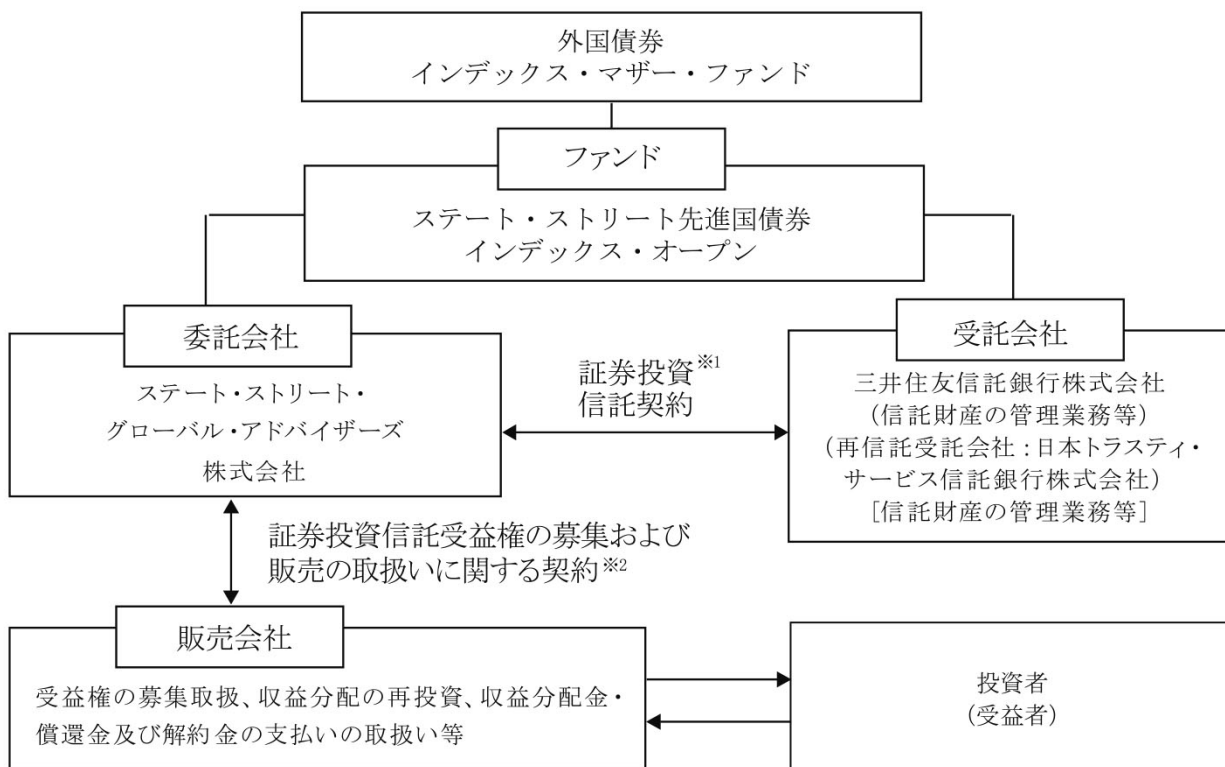 外国債券
インデックス・マザー・ファンド
ファンド
ステート・ストリート先進国債券
インデックス・オープン
委託会社
ステート・ストリート・
グローバル・アドバイザーズ
株式会社
証券投資※1
信託契約
受託会社
三井住友信託銀行株式会社
(信託財産の管理業務等)
(再信託受託会社:日本トラスティ・
サービス信託銀行株式会社)
[信託財産の管理業務等]
証券投資信託受益権の募集および
販売の取扱いに関する契約※2
販売会社
受益権の募集取扱、収益分配の再投資、収益分配金・
償還金及び解約金の支払いの取扱い等
投資者
(受益者)